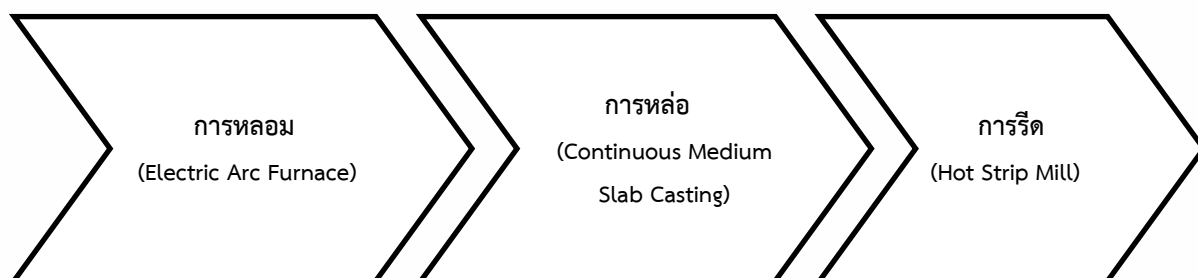 การหลอม
(Electric Arc Furnace)
การหล่อ
(Continuous Medium
Slab Casting)
การรีด
(Hot Strip Mill)